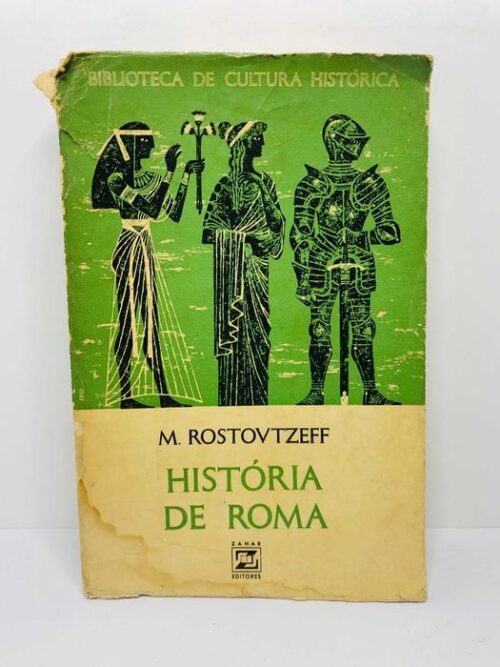 BIBLIOTECA DE CULTURA HISTÓRICA
M. ROSTOVTZEFF
HISTÓRIA
DE ROMA
ZAHAR
EDITORES